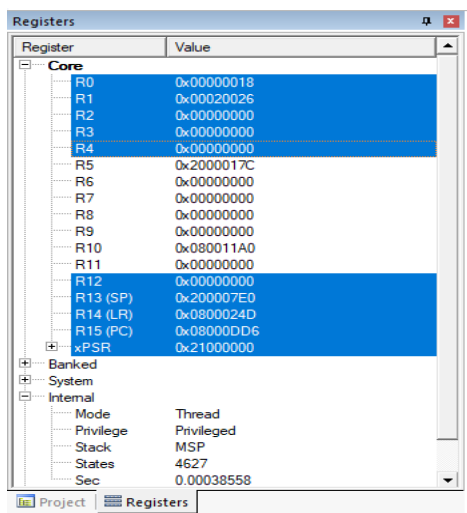 Registers
Register Value
Core
R0 0x00000018
R1 0x00020026
R2 0x00000000
R3 0x00000000
R4 0x00000000
R5 0x2000017C
R6 0x00000000
R7 0x00000000
R8 0x00000000
R9 0x00000000
R10 0x080011A0
R11 0x00000000
R12 0x00000000
R13 (SP) 0x200007E0
R14 (LR) 0x0800024D
R15 (PC) 0x08000DD6
xPSR 0x21000000
Banked
System
Internal
Mode Thread
Privilege Privileged
Stack MSP
States 4627
Sec 0.00038558
Project Registers